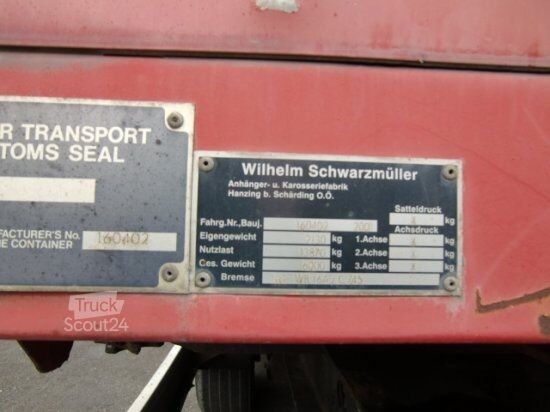 R TRANSPORT
TOMS SEAL
FACTURER'S No. 160402
E CONTAINER
Wilhelm Schwarzmüller
Anhänger- u. Karosseriefabrik
Hanzing b. Schärding O.Ö.
Satteldruck
kg
Fahrg.Nr.,Bauj. 160402
Achsdruck
Eigengewicht kg 1.Achse kg
Nutzlast kg 2.Achse kg
Ges. Gewicht kg 3.Achse kg
Bremse
Truck
Scout24